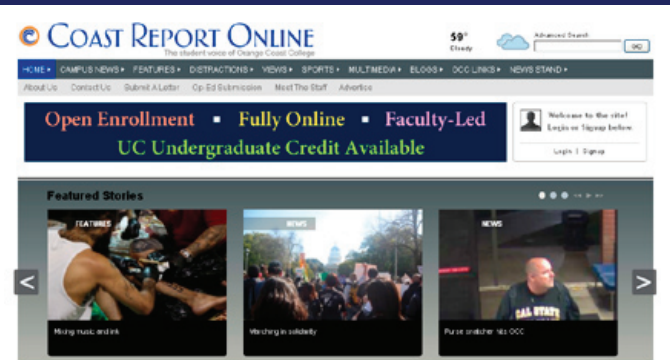 COAST REPORT ONLINE
The student voice of Orange Coast College
59°
Cloudy
Advanced Search
GO
HOME CAMPUS NEWS FEATURES DISTRACTIONS VIEWS SPORTS MULTIMEDIA BLOGS OCC LINKS NEWS STAND
About Us Contact Us Submit A Letter Op-Ed Submission Meet The Staff Advertise
Open Enrollment ▪ Fully Online ▪ Faculty-Led
UC Undergraduate Credit Available
Welcome to the site!
Login or Signup below.
Login | Signup
Featured Stories
FEATURES
NEWS
NEWS
CAL STATE
< >
Mixing music and ink
Marching in solidarity
Purse snatcher hits OCC